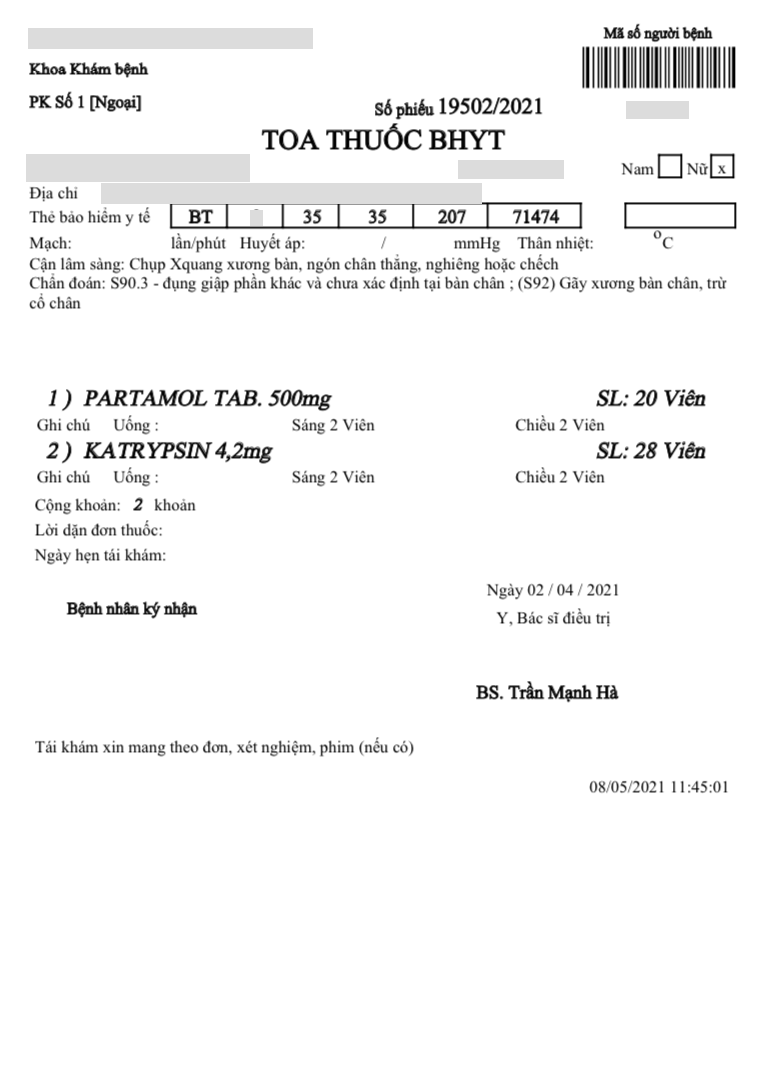 Mã số người bệnh
Khoa Khám bệnh
PK Số 1 [Ngoại]
Số phiếu 19502/2021
TOA THUỐC BHYT
Nam Nữ x
Địa chỉ
Thẻ bảo hiểm y tế BT 35 35 207 71474
Mạch: lần/phút Huyết áp: / mmHg Thân nhiệt: °C
Cận lâm sàng: Chụp Xquang xương bàn, ngón chân thẳng, nghiêng hoặc chếch
Chẩn đoán: S90.3 - đụng giập phần khác và chưa xác định tại bàn chân ; (S92) Gãy xương bàn chân, trừ
cổ chân
1 ) PARTAMOL TAB. 500mg SL: 20 Viên
Ghi chú Uống : Sáng 2 Viên Chiều 2 Viên
2 ) KATRYPSIN 4,2mg SL: 28 Viên
Ghi chú Uống : Sáng 2 Viên Chiều 2 Viên
Cộng khoản: 2 khoản
Lời dặn đơn thuốc:
Ngày hẹn tái khám:
Ngày 02 / 04 / 2021
Bệnh nhân ký nhận
Y, Bác sĩ điều trị
BS. Trần Mạnh Hà
Tái khám xin mang theo đơn, xét nghiệm, phim (nếu có)
08/05/2021 11:45:01